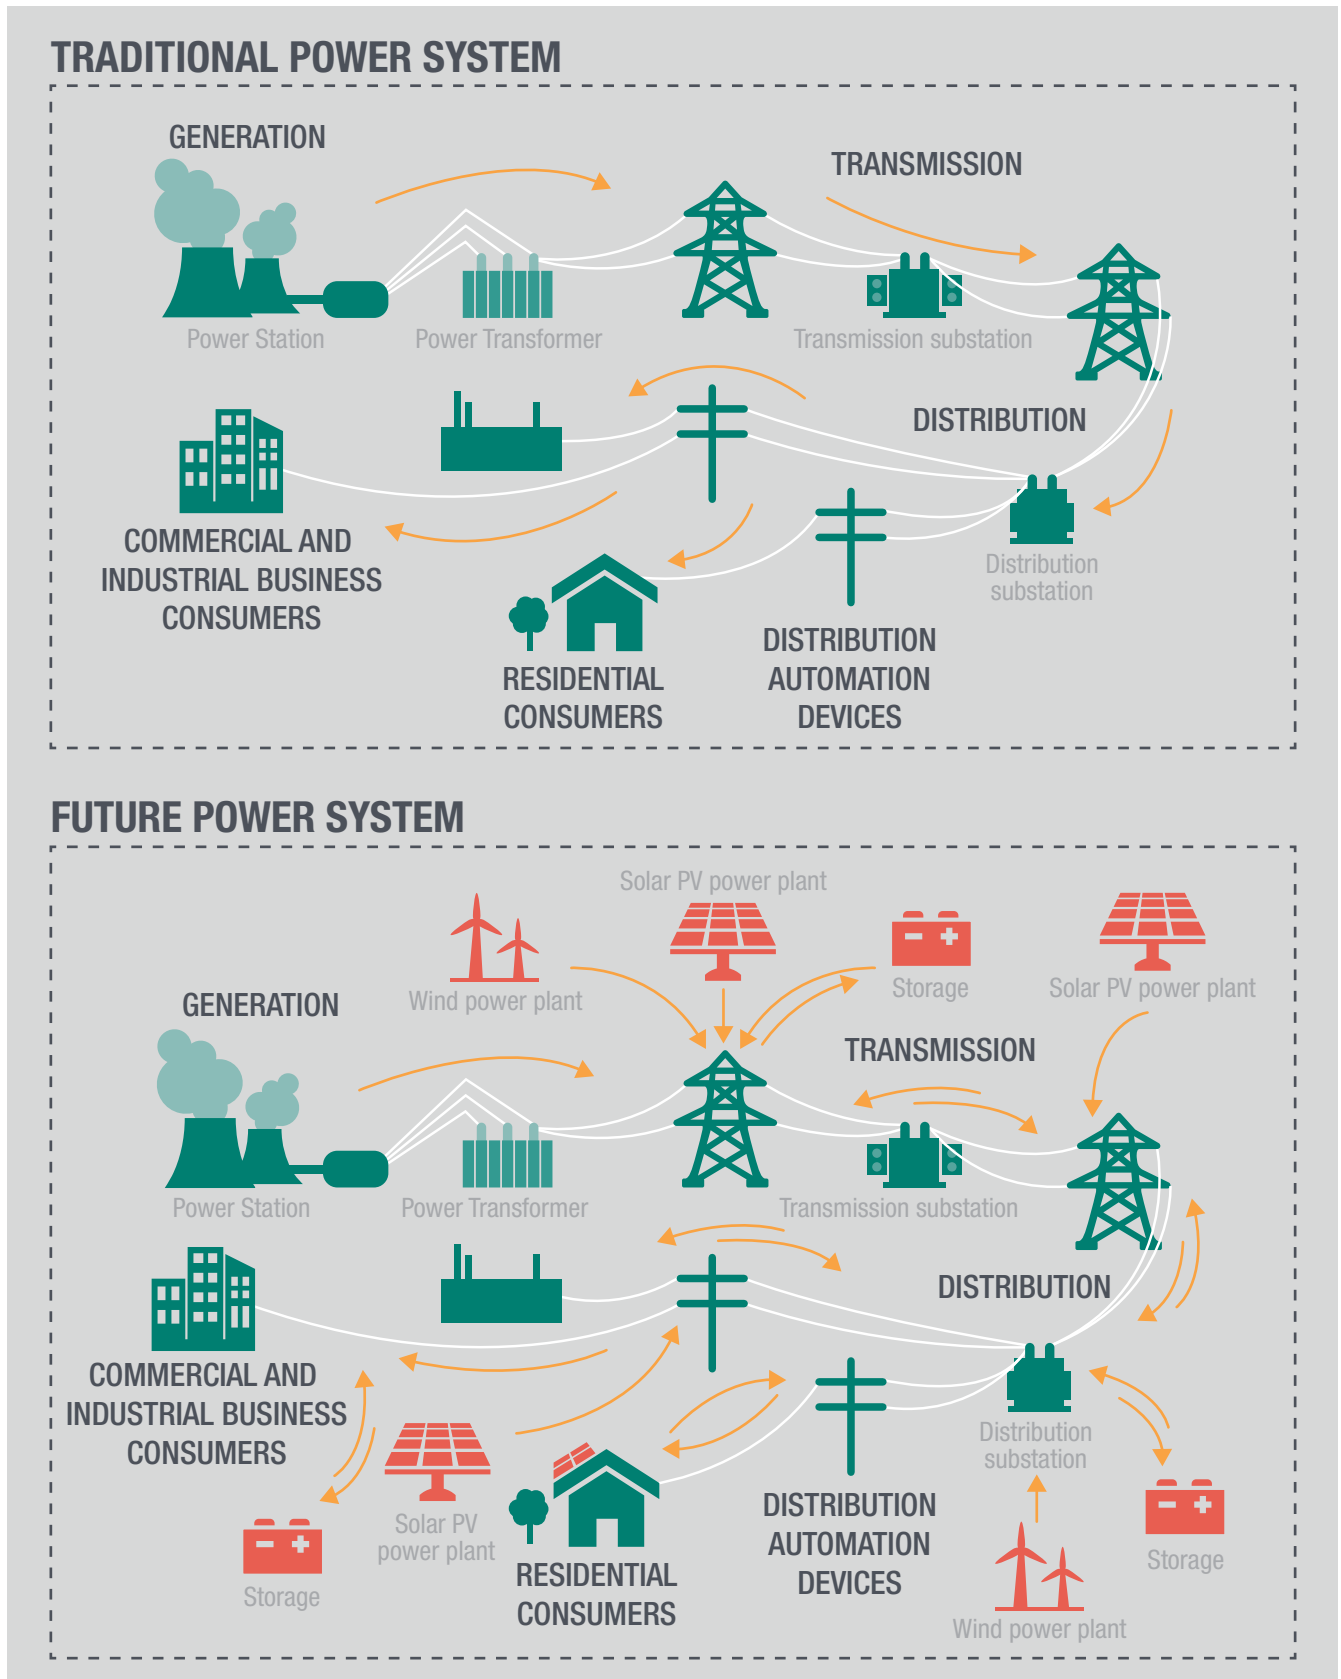 TRADITIONAL POWER SYSTEM
GENERATION
TRANSMISSION
Power Station
Power Transformer
Transmission substation
DISTRIBUTION
COMMERCIAL AND
INDUSTRIAL BUSINESS
CONSUMERS
Distribution
substation
RESIDENTIAL
CONSUMERS
DISTRIBUTION
AUTOMATION
DEVICES
FUTURE POWER SYSTEM
Solar PV power plant
Wind power plant
Storage
Solar PV power plant
GENERATION
TRANSMISSION
Power Station
Power Transformer
Transmission substation
DISTRIBUTION
COMMERCIAL AND
INDUSTRIAL BUSINESS
CONSUMERS
Distribution
substation
Solar PV
power plant
DISTRIBUTION
AUTOMATION
DEVICES
Storage
Storage
RESIDENTIAL
CONSUMERS
Wind power plant